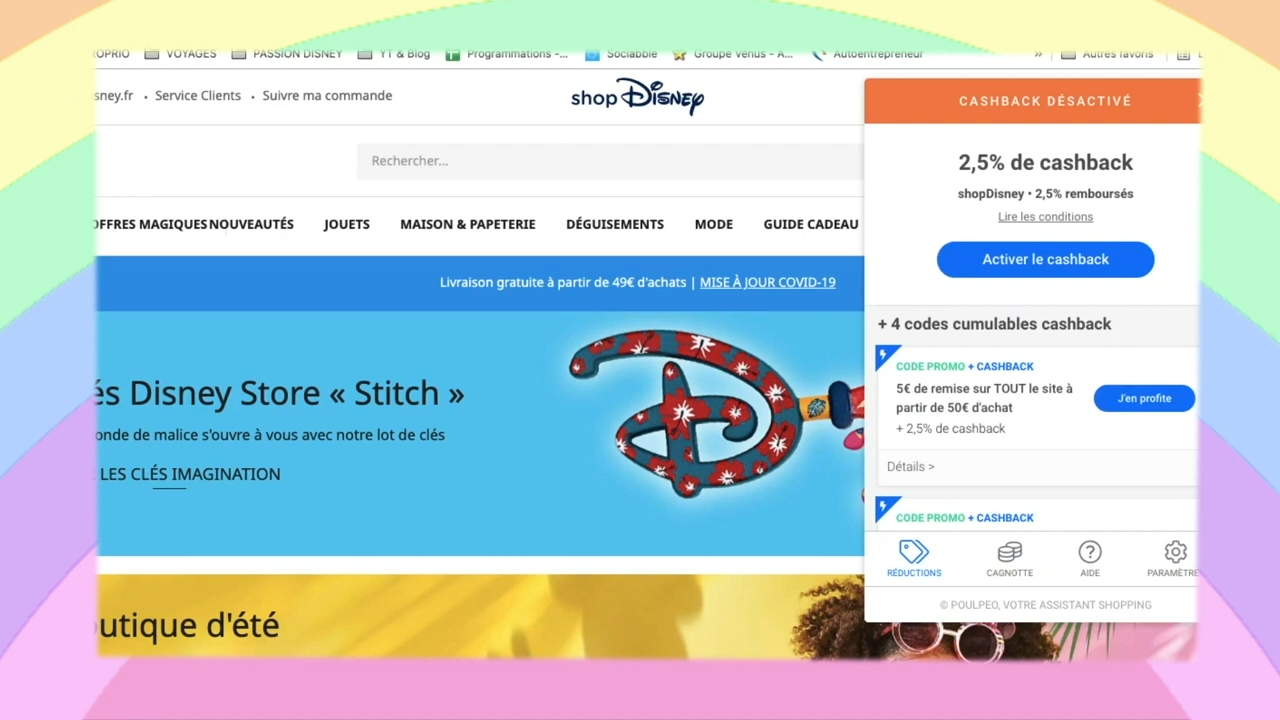 OPRIO VOYAGES PASSION DISNEY YT & Blog Programmations -... Sociabble Groupe Venus - A... Autoentrepreneur » Autres favoris
sney.fr • Service Clients • Suivre ma commande
shop Disney
Rechercher...
OFFRES MAGIQUES NOUVEAUTÉS JOUETS MAISON & PAPETERIE DÉGUISEMENTS MODE GUIDE CADEAU
Livraison gratuite à partir de 49€ d'achats | MISE À JOUR COVID-19
és Disney Store « Stitch »
onde de malice s'ouvre à vous avec notre lot de clés
LES CLÉS IMAGINATION
outique d'été
CASHBACK DÉSACTIVÉ
2,5% de cashback
shopDisney • 2,5% remboursés
Lire les conditions
Activer le cashback
+ 4 codes cumulables cashback
CODE PROMO + CASHBACK
5€ de remise sur TOUT le site à
partir de 50€ d'achat
+ 2,5% de cashback
J'en profite
Détails >
CODE PROMO + CASHBACK
RÉDUCTIONS CAGNOTTE AIDE PARAMÈTRE
© POULPEO, VOTRE ASSISTANT SHOPPING